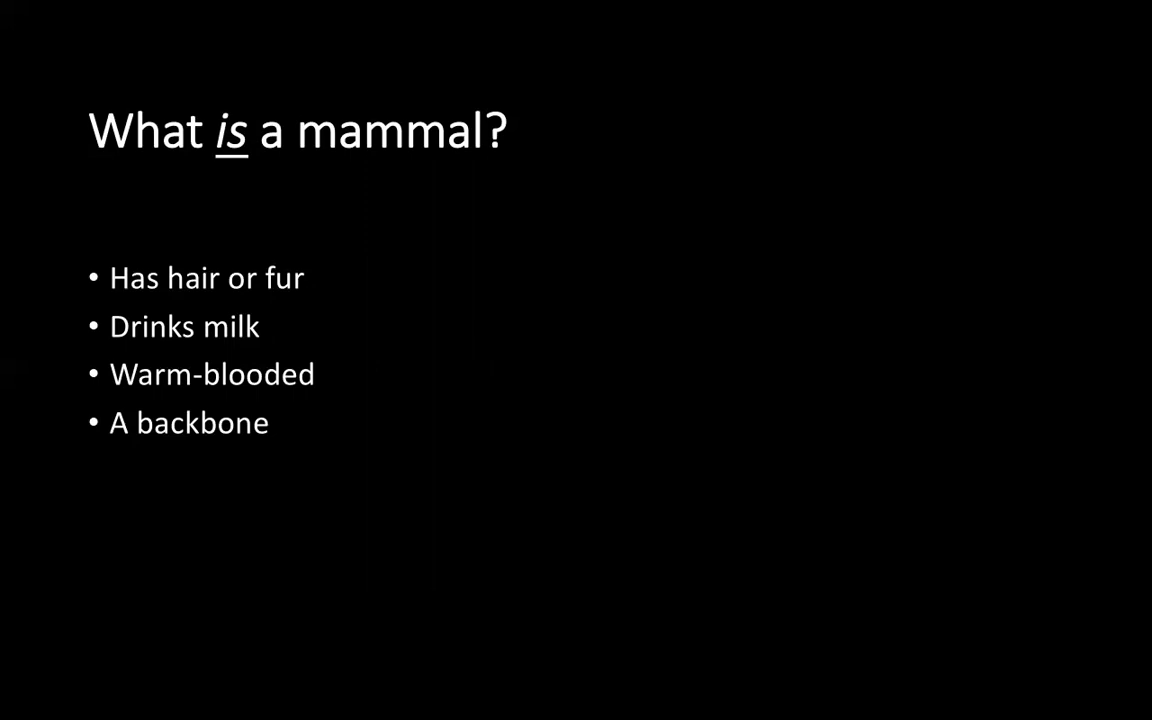 What is a mammal?
• Has hair or fur
• Drinks milk
• Warm-blooded
• A backbone